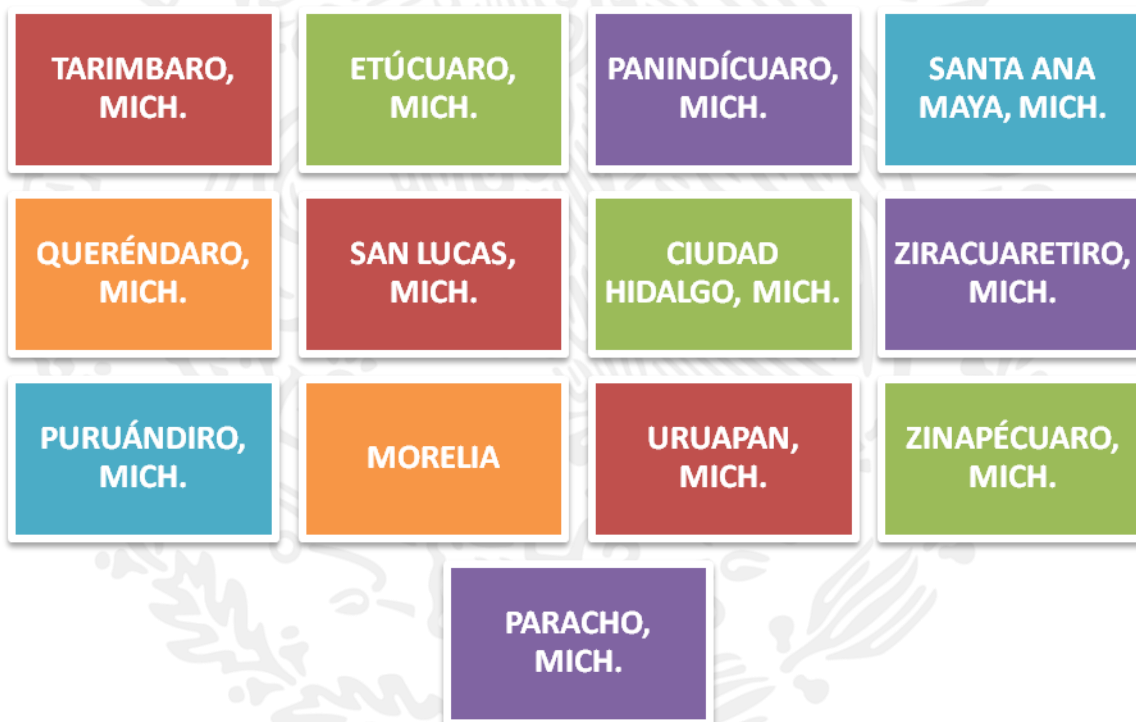 TARIMBARO,
MICH.
ETÚCUARO,
MICH.
PANINDÍCUARO,
MICH.
SANTA ANA
MAYA, MICH.
QUERÉNDARO,
MICH.
SAN LUCAS,
MICH.
CIUDAD
HIDALGO, MICH.
ZIRACUARETIRO,
MICH.
PURUÁNDIRO,
MICH.
MORELIA
URUAPAN,
MICH.
ZINAPÉCUARO,
MICH.
PARACHO,
MICH.